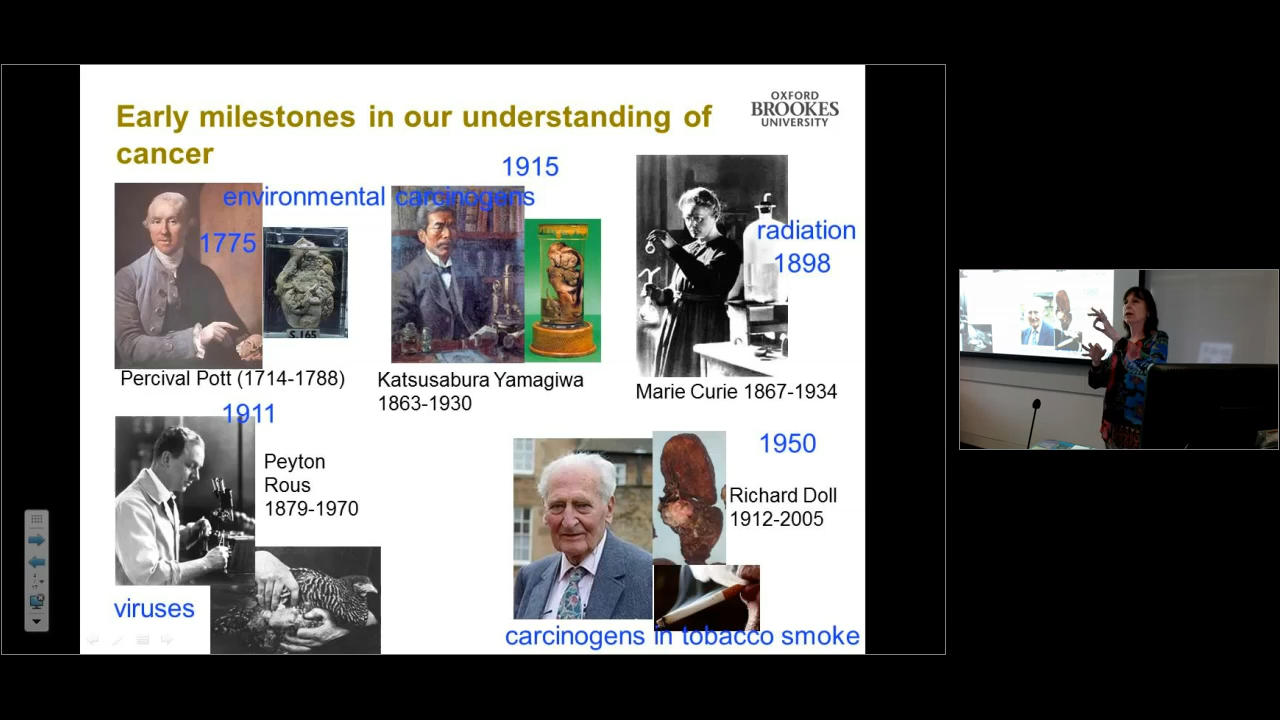 Early milestones in our understanding of
cancer
OXFORD
BROOKES
UNIVERSITY
1915
environmental carcinogens
1775
S.165
radiation
1898
Percival Pott (1714-1788)
Katsusabura Yamagiwa
1863-1930
Marie Curie 1867-1934
1911
Peyton
Rous
1879-1970
viruses
1950
Richard Doll
1912-2005
carcinogens in tobacco smoke